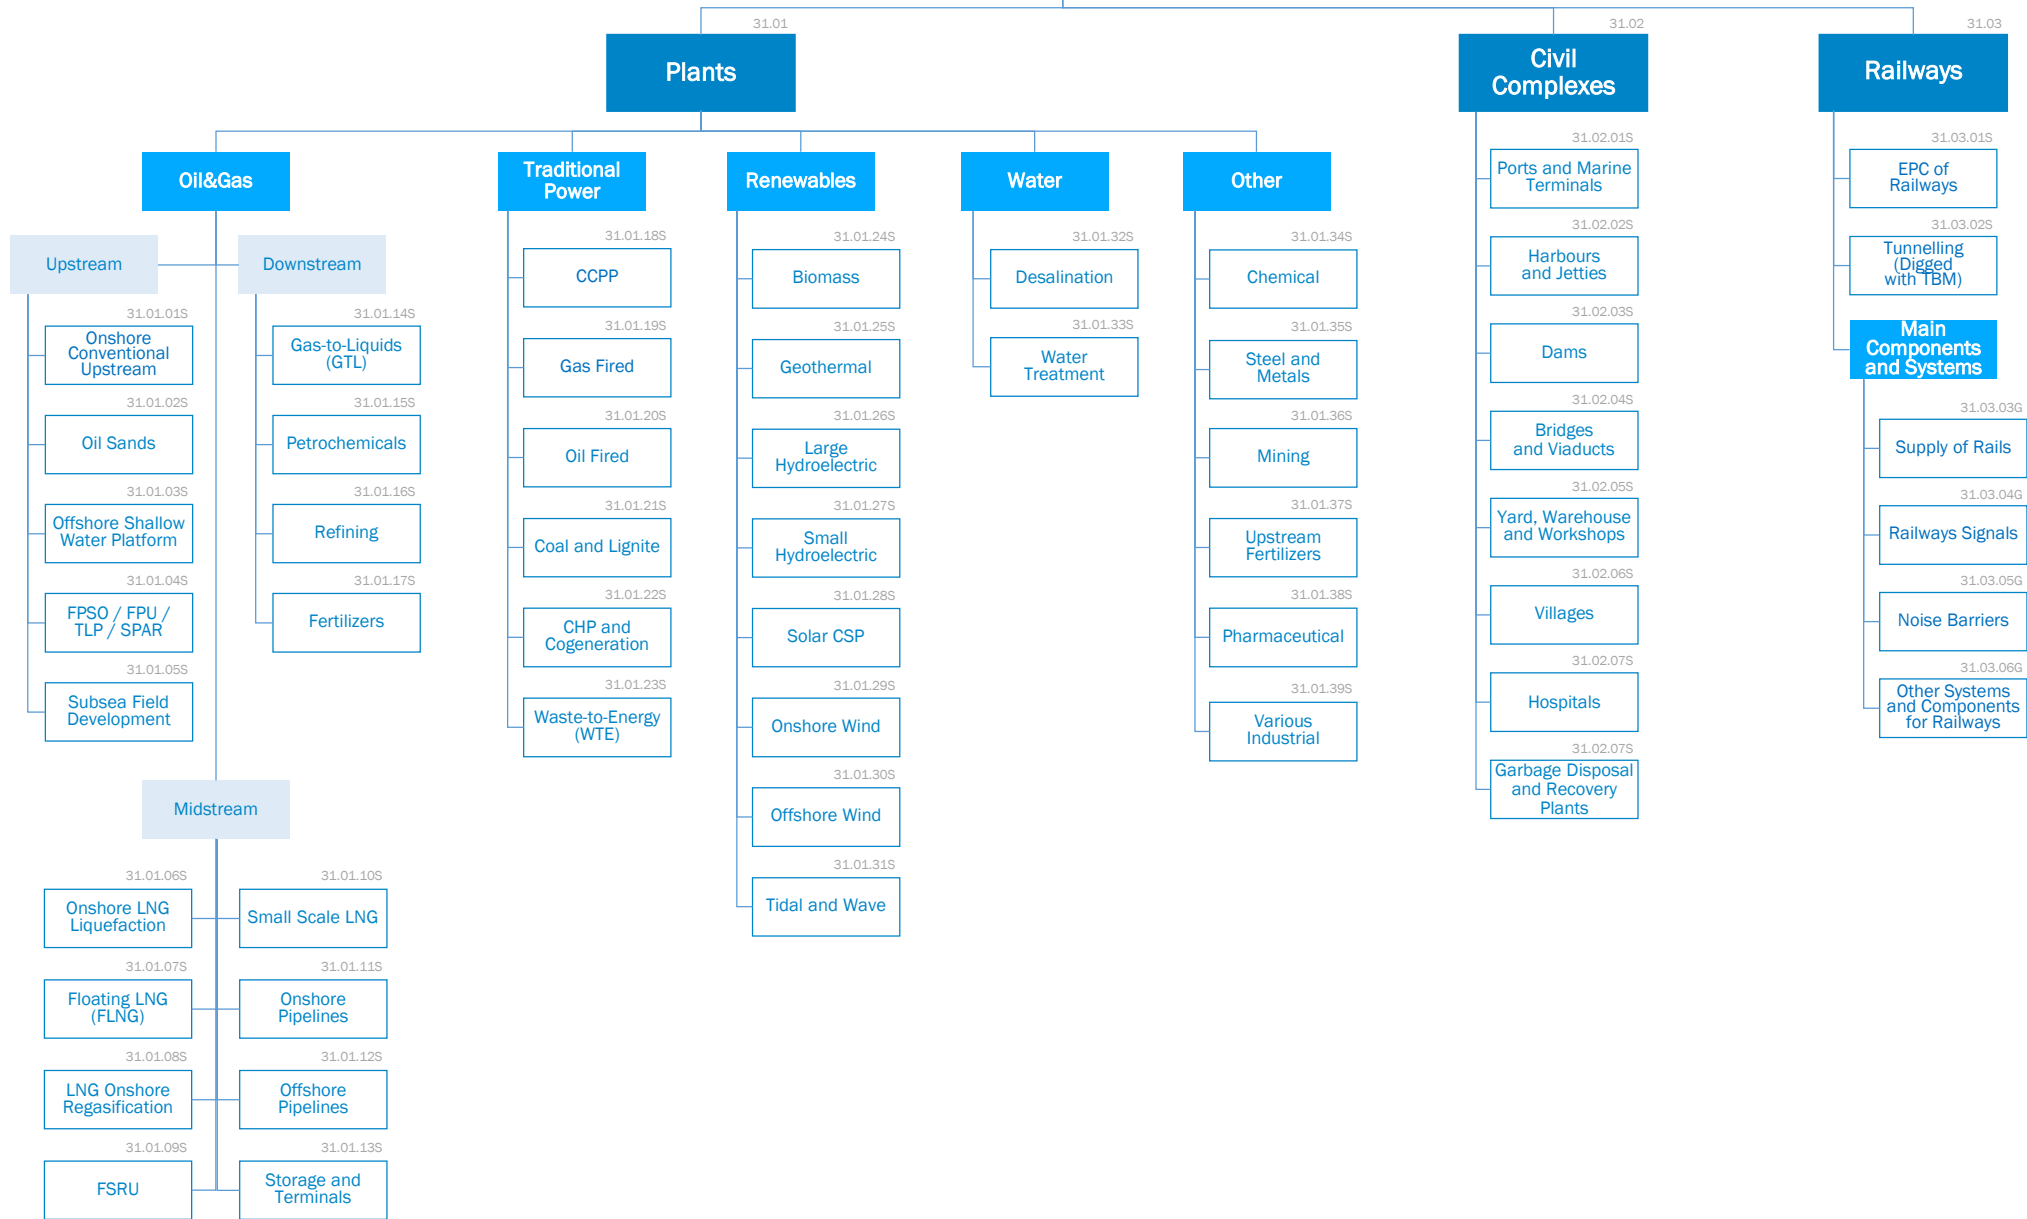 31.01
Plants
31.02
Civil
Complexes
31.03
Railways
Oil&Gas
Upstream
31.01.01S
Onshore
Conventional
Upstream
31.01.02S
Oil Sands
31.01.03S
Offshore Shallow
Water Platform
31.01.04S
FPSO / FPU /
TLP / SPAR
31.01.05S
Subsea Field
Development
Downstream
31.01.14S
Gas-to-Liquids
(GTL)
31.01.15S
Petrochemicals
31.01.16S
Refining
31.01.17S
Fertilizers
Midstream
31.01.06S
Onshore LNG
Liquefaction
31.01.07S
Floating LNG
(FLNG)
31.01.08S
LNG Onshore
Regasification
31.01.09S
FSRU
31.01.10S
Small Scale LNG
31.01.11S
Onshore
Pipelines
31.01.12S
Offshore
Pipelines
31.01.13S
Storage and
Terminals
Traditional
Power
31.01.18S
CCPP
31.01.19S
Gas Fired
31.01.20S
Oil Fired
31.01.21S
Coal and Lignite
31.01.22S
CHP and
Cogeneration
31.01.23S
Waste-to-Energy
(WTE)
Renewables
31.01.24S
Biomass
31.01.25S
Geothermal
31.01.26S
Large
Hydroelectric
31.01.27S
Small
Hydroelectric
31.01.28S
Solar CSP
31.01.29S
Onshore Wind
31.01.30S
Offshore Wind
31.01.31S
Tidal and Wave
Water
31.01.32S
Desalination
31.01.33S
Water
Treatment
Other
31.01.34S
Chemical
31.01.35S
Steel and
Metals
31.01.36S
Mining
31.01.37S
Upstream
Fertilizers
31.01.38S
Pharmaceutical
31.01.39S
Various
Industrial
31.02.01S
Ports and Marine
Terminals
31.02.02S
Harbours
and Jetties
31.02.03S
Dams
31.02.04S
Bridges
and Viaducts
31.02.05S
Yard, Warehouse
and Workshops
31.02.06S
Villages
31.02.07S
Hospitals
31.02.07S
Garbage Disposal
and Recovery
Plants
31.03.01S
EPC of
Railways
31.03.02S
Tunnelling
(Digged
with TBM)
Main
Components
and Systems
31.03.03G
Supply of Rails
31.03.04G
Railways Signals
31.03.05G
Noise Barriers
31.03.06G
Other Systems
and Components
for Railways